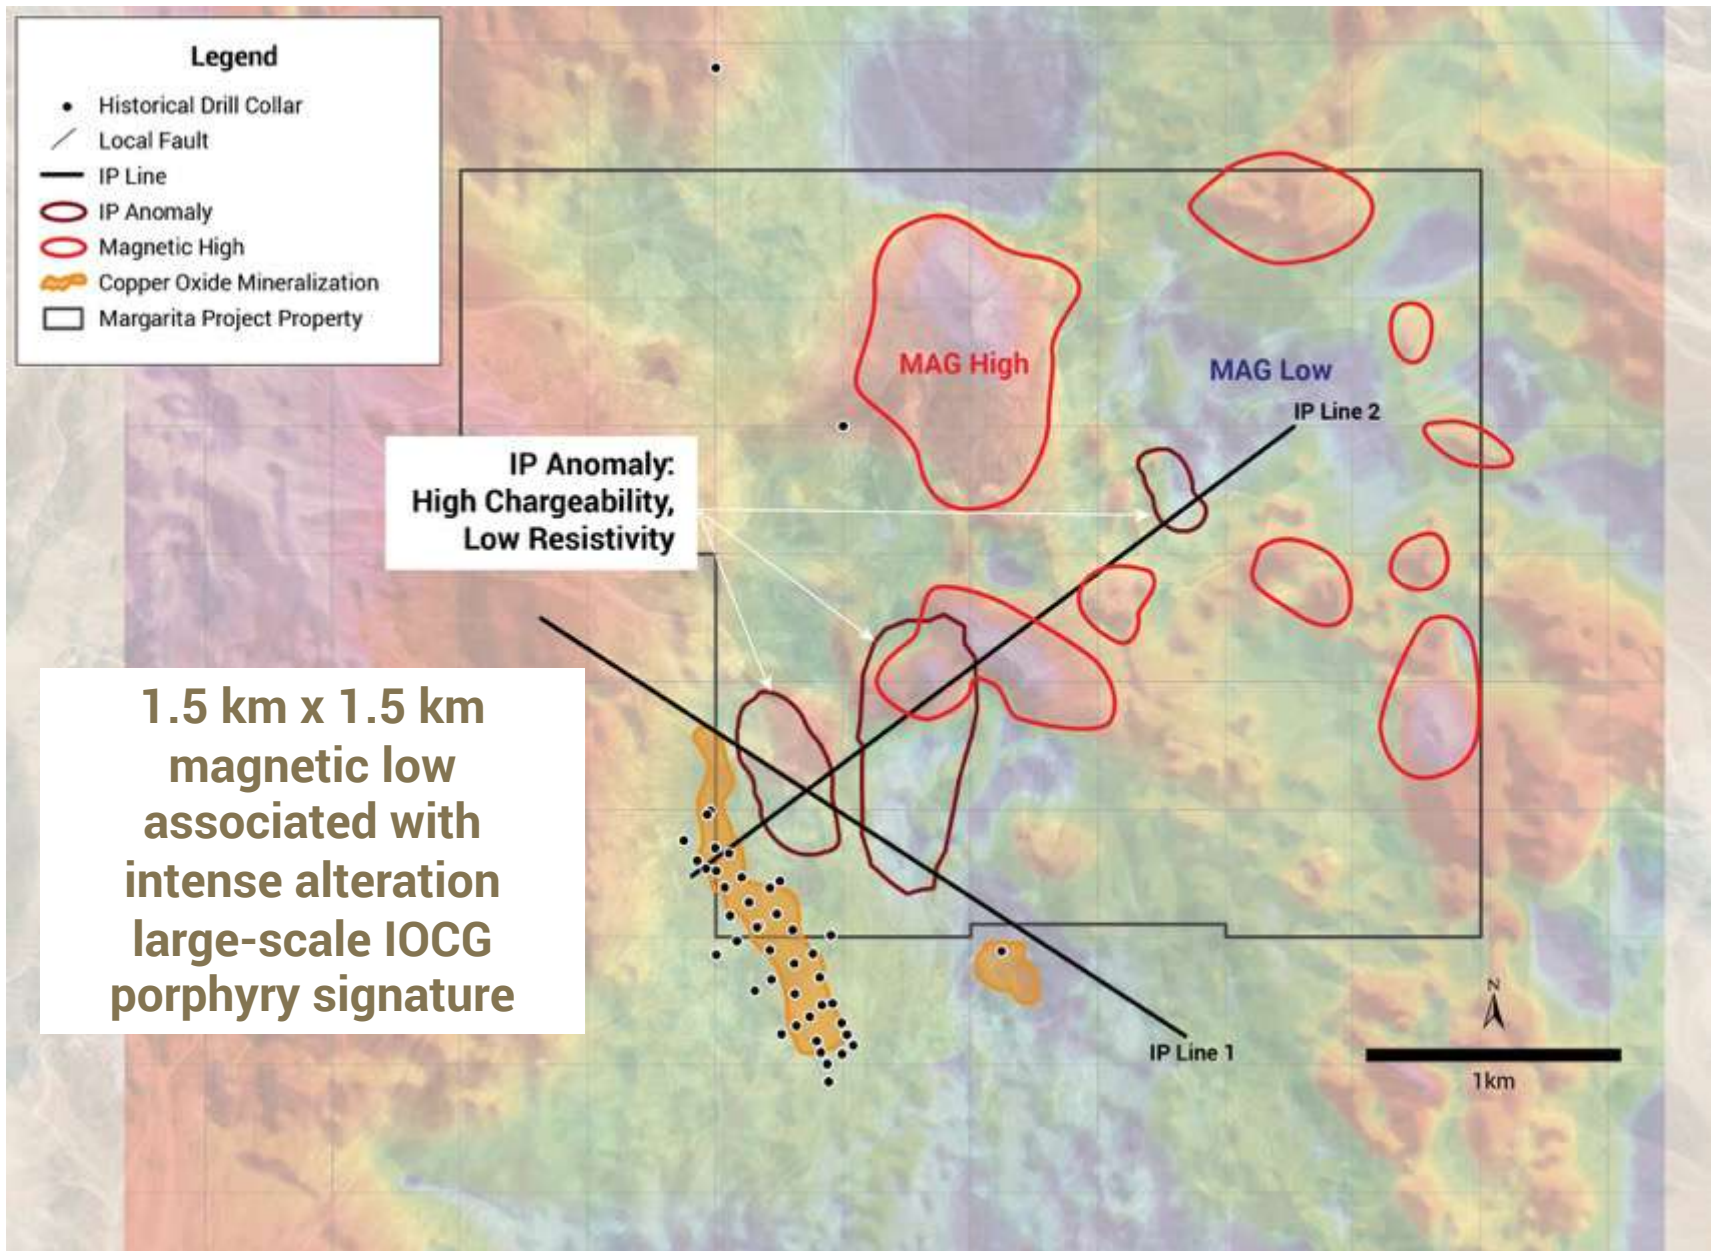 Legend
Historical Drill Collar
Local Fault
IP Line
IP Anomaly
Magnetic High
Copper Oxide Mineralization
Margarita Project Property
MAG High
MAG Low
IP Line 2
IP Anomaly:
High Chargeability,
Low Resistivity
1.5 km x 1.5 km
magnetic low
associated with
intense alteration
large-scale IOCG
porphyry signature
N
IP Line 1
1km